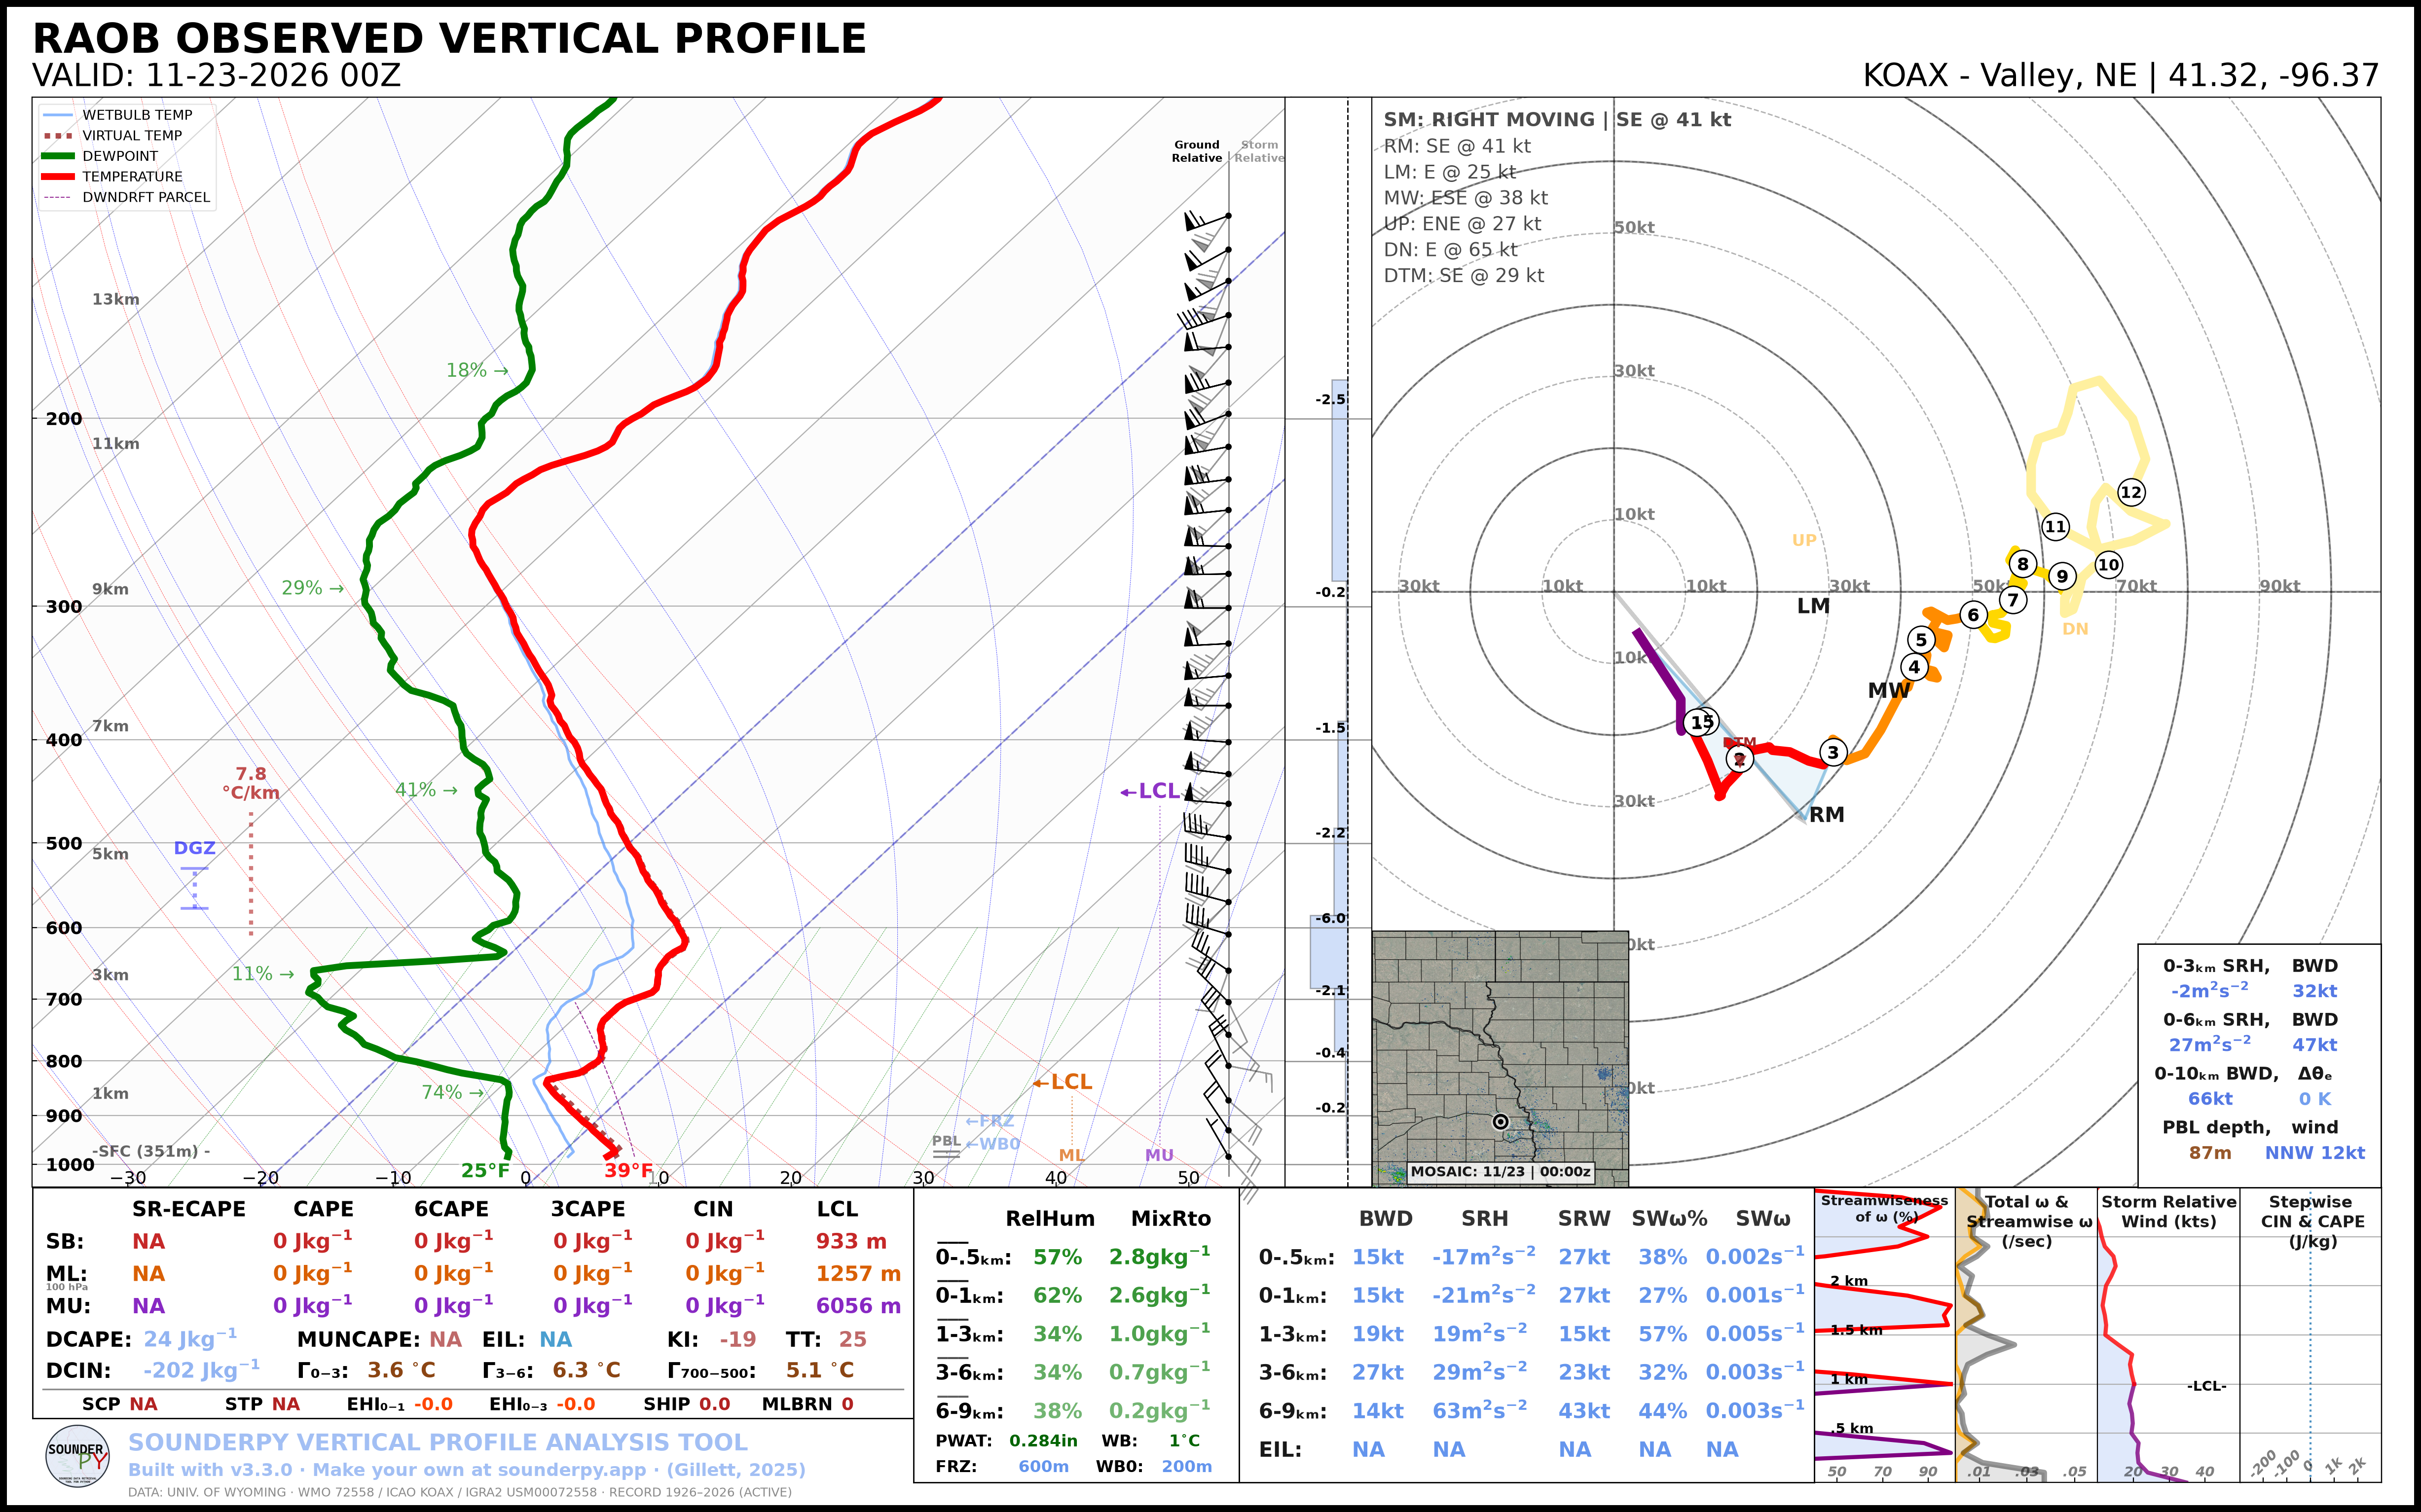 RAOB OBSERVED VERTICAL PROFILE
VALID: 11-23-2026 00Z
KOAX - Valley, NE | 41.32, -96.37
WETBULB TEMP
VIRTUAL TEMP
DEWPOINT
TEMPERATURE
DWNDRFT PARCEL
Ground Relative
Storm Relative
13km
18% →
200
11km
29% →
9km
300
7km
400
7.8
°C/km
41% →
←LCL
DGZ
500
5km
600
11% →
3km
700
800
74% →
1km
←LCL
900
←FRZ
PBL
←WB0
-SFC (351m) -
ML
MU
1000
25°F
39°F
−30 −20 −10 0 10 20 30 40 50
-2.5
-0.2
-1.5
-2.2
-6.0
-2.1
-0.4
-0.2
SM: RIGHT MOVING | SE @ 41 kt
RM: SE @ 41 kt
LM: E @ 25 kt
MW: ESE @ 38 kt
UP: ENE @ 27 kt
DN: E @ 65 kt
DTM: SE @ 29 kt
50kt
30kt
10kt
30kt 10kt 10kt 30kt 50kt 70kt 90kt
10kt
30kt
UP
LM
DN
MW
DTM
RM
1 .5 2 3 4 5 6 7 8 9 10 11 12
MOSAIC: 11/23 | 00:00z
0-3km SRH, BWD
-2m²s⁻² 32kt
0-6km SRH, BWD
27m²s⁻² 47kt
0-10km BWD, Δθₑ
66kt 0 K
PBL depth, wind
87m NNW 12kt
SR-ECAPE CAPE 6CAPE 3CAPE CIN LCL
SB: NA 0 Jkg⁻¹ 0 Jkg⁻¹ 0 Jkg⁻¹ 0 Jkg⁻¹ 933 m
ML: NA 0 Jkg⁻¹ 0 Jkg⁻¹ 0 Jkg⁻¹ 0 Jkg⁻¹ 1257 m
100 hPa
MU: NA 0 Jkg⁻¹ 0 Jkg⁻¹ 0 Jkg⁻¹ 0 Jkg⁻¹ 6056 m
DCAPE: 24 Jkg⁻¹ MUNCAPE: NA EIL: NA KI: -19 TT: 25
DCIN: -202 Jkg⁻¹ Γ₀₋₃: 3.6 °C Γ₃₋₆: 6.3 °C Γ₇₀₀₋₅₀₀: 5.1 °C
SCP NA STP NA EHI₀₋₁ -0.0 EHI₀₋₃ -0.0 SHIP 0.0 MLBRN 0
SOUNDERPY
SOUNDERPY VERTICAL PROFILE ANALYSIS TOOL
Built with v3.3.0 · Make your own at sounderpy.app · (Gillett, 2025)
DATA: UNIV. OF WYOMING · WMO 72558 / ICAO KOAX / IGRA2 USM00072558 · RECORD 1926–2026 (ACTIVE)
RelHum MixRto
0-.5km: 57% 2.8gkg⁻¹
0-1km: 62% 2.6gkg⁻¹
1-3km: 34% 1.0gkg⁻¹
3-6km: 34% 0.7gkg⁻¹
6-9km: 38% 0.2gkg⁻¹
PWAT: 0.284in WB: 1°C
FRZ: 600m WB0: 200m
BWD SRH SRW SWω% SWω
0-.5km: 15kt -17m²s⁻² 27kt 38% 0.002s⁻¹
0-1km: 15kt -21m²s⁻² 27kt 27% 0.001s⁻¹
1-3km: 19kt 19m²s⁻² 15kt 57% 0.005s⁻¹
3-6km: 27kt 29m²s⁻² 23kt 32% 0.003s⁻¹
6-9km: 14kt 63m²s⁻² 43kt 44% 0.003s⁻¹
EIL: NA NA NA NA NA
Streamwiseness
of ω (%)
2 km
1.5 km
1 km
.5 km
50 70 90
Total ω &
Streamwise ω
(/sec)
.01 .03 .05
Storm Relative
Wind (kts)
-LCL-
20 30 40
Stepwise
CIN & CAPE
(J/kg)
-200 -100 0 1k 2k